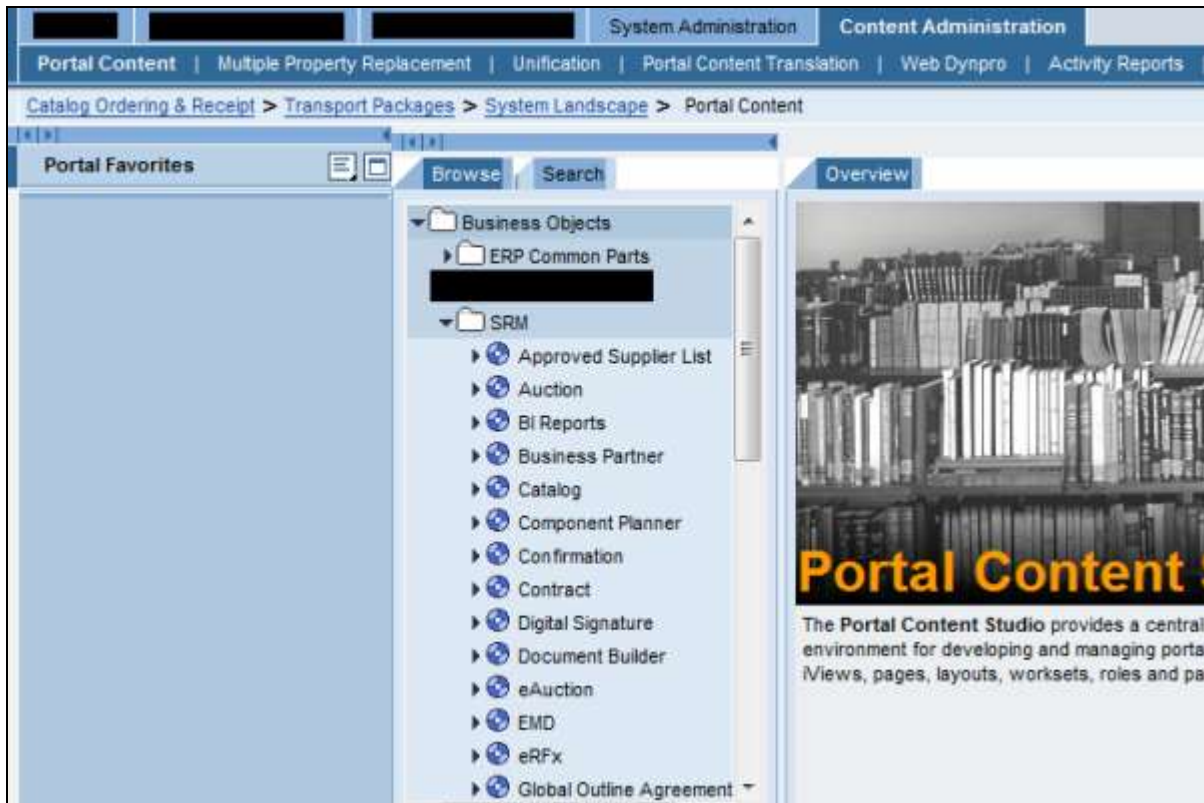 System Administration Content Administration
Portal Content | Multiple Property Replacement | Unification | Portal Content Translation | Web Dynpro | Activity Reports |
Catalog Ordering & Receipt > Transport Packages > System Landscape > Portal Content
Portal Favorites
Browse Search
Overview
Business Objects
ERP Common Parts
SRM
Approved Supplier List
Auction
BI Reports
Business Partner
Catalog
Component Planner
Confirmation
Contract
Digital Signature
Document Builder
eAuction
EMD
eRFx
Global Outline Agreement
Portal Content
The Portal Content Studio provides a central
environment for developing and managing porta
iViews, pages, layouts, worksets, roles and pa